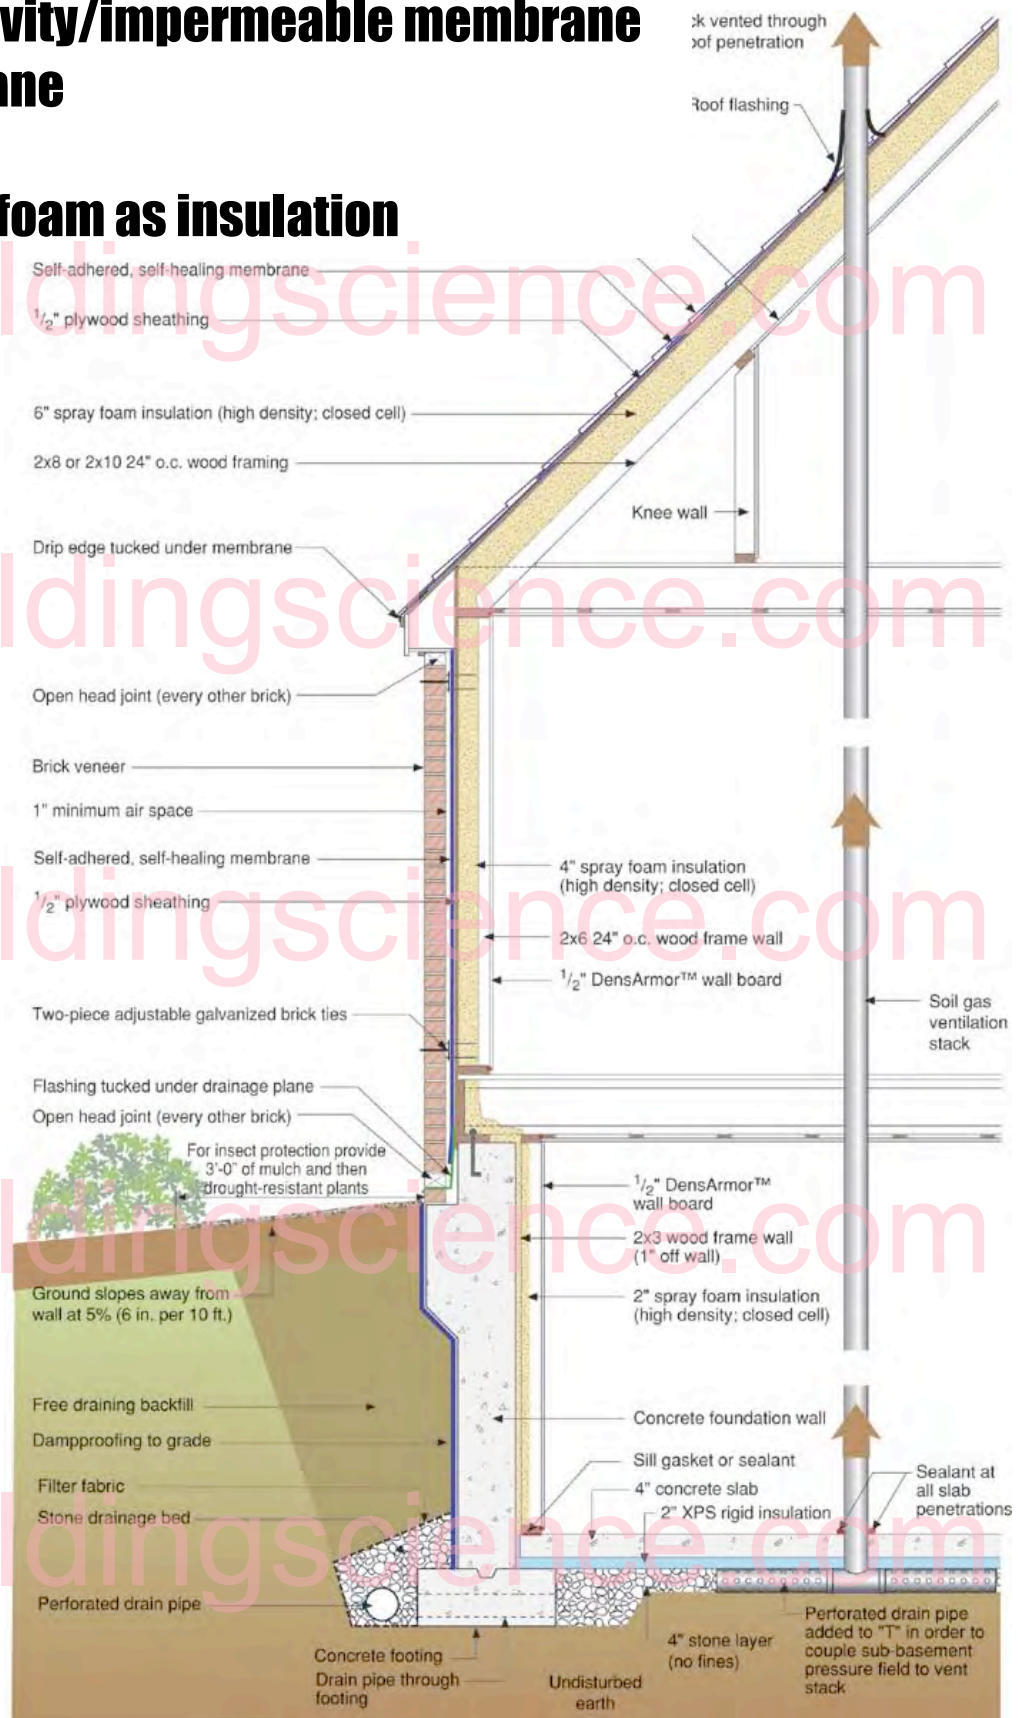 vity/impermeable membrane
ane
foam as insulation
vented through
penetration
Roof flashing
Self-adhered, self-healing membrane
1/2" plywood sheathing
6" spray foam insulation (high density; closed cell)
2x8 or 2x10 24" o.c. wood framing
Knee wall
Drip edge tucked under membrane
Open head joint (every other brick)
Brick veneer
1" minimum air space
Self-adhered, self-healing membrane
1/2" plywood sheathing
4" spray foam insulation
(high density; closed cell)
2x6 24" o.c. wood frame wall
1/2" DensArmor™ wall board
Soil gas
ventilation
stack
Two-piece adjustable galvanized brick ties
Flashing tucked under drainage plane
Open head joint (every other brick)
For insect protection provide
3'-0" of mulch and then
drought-resistant plants
1/2" DensArmor™
wall board
2x3 wood frame wall
(1" off wall)
2" spray foam insulation
(high density; closed cell)
Ground slopes away from
wall at 5% (6 in. per 10 ft.)
Free draining backfill
Dampproofing to grade
Filter fabric
Stone drainage bed
Perforated drain pipe
Concrete foundation wall
Sill gasket or sealant
4" concrete slab
2" XPS rigid insulation
Sealant at
all slab
penetrations
Concrete footing
Drain pipe through
footing
Undisturbed
earth
4" stone layer
(no fines)
Perforated drain pipe
added to "T" in order to
couple sub-basement
pressure field to vent
stack
ldingscience.com
ldingscience.com
ldingscience.com
ldingscience.com
ldingscience.com